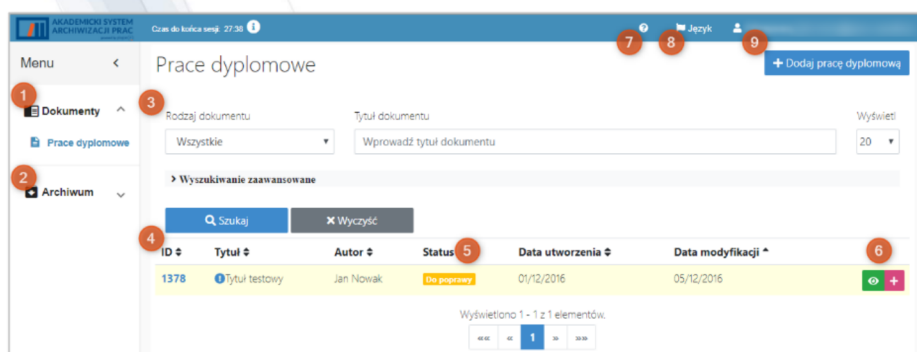 AKADEMICKI SYSTEM
ARCHIWIZACJI PRAC
Czas do końca sesji: 27:38
7
8 Język
9
Menu
Prace dyplomowe
+ Dodaj pracę dyplomową
1 Dokumenty
Prace dyplomowe
2 Archiwum
3
Rodzaj dokumentu
Tytuł dokumentu
Wyświetl
Wszystkie
Wprowadź tytuł dokumentu
20
> Wyszukiwanie zaawansowane
Szukaj
Wyczyść
4
5
6
ID
Tytuł
Autor
Status
Data utworzenia
Data modyfikacji
1378
Tytuł testowy
Jan Nowak
Do poprawy
01/12/2016
05/12/2016
Wyświetlono 1 - 1 z 1 elementów.
«« « 1 » »»